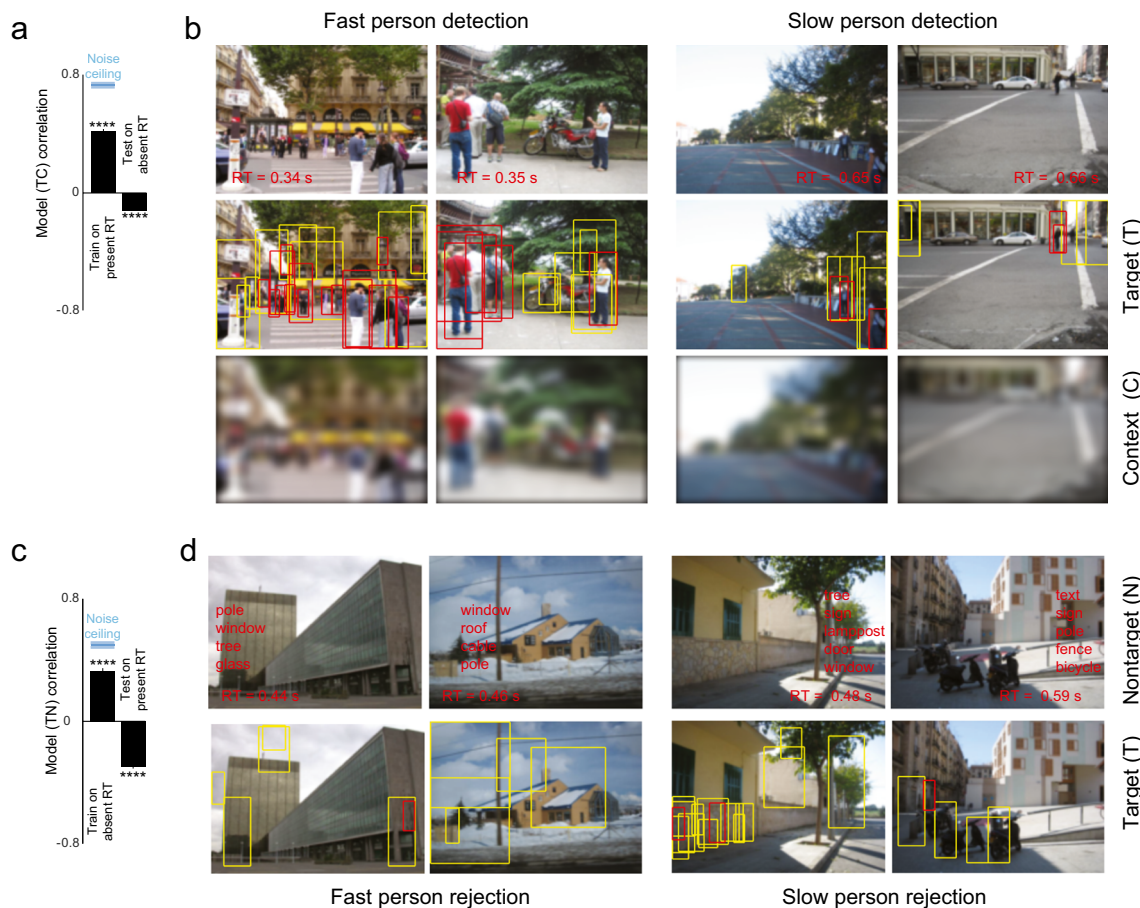 a
Noise
ceiling
0.8
0
-0.8
Model (TC) correlation
****
****
Train on
present RT
Test on
absent RT
b
Fast person detection
Slow person detection
RT = 0.34 s
RT = 0.35 s
RT = 0.65 s
RT = 0.66 s
Target (T)
Context (C)
c
Noise
ceiling
0.8
0
-0.8
Model (TN) correlation
****
****
Train on
absent RT
Test on
present RT
d
pole
window
tree
glass
RT = 0.44 s
window
roof
cable
pole
RT = 0.46 s
tree
sign
lamppost
door
window
RT = 0.48 s
text
sign
pole
fence
bicycle
RT = 0.59 s
Nontarget (N)
Target (T)
Fast person rejection
Slow person rejection